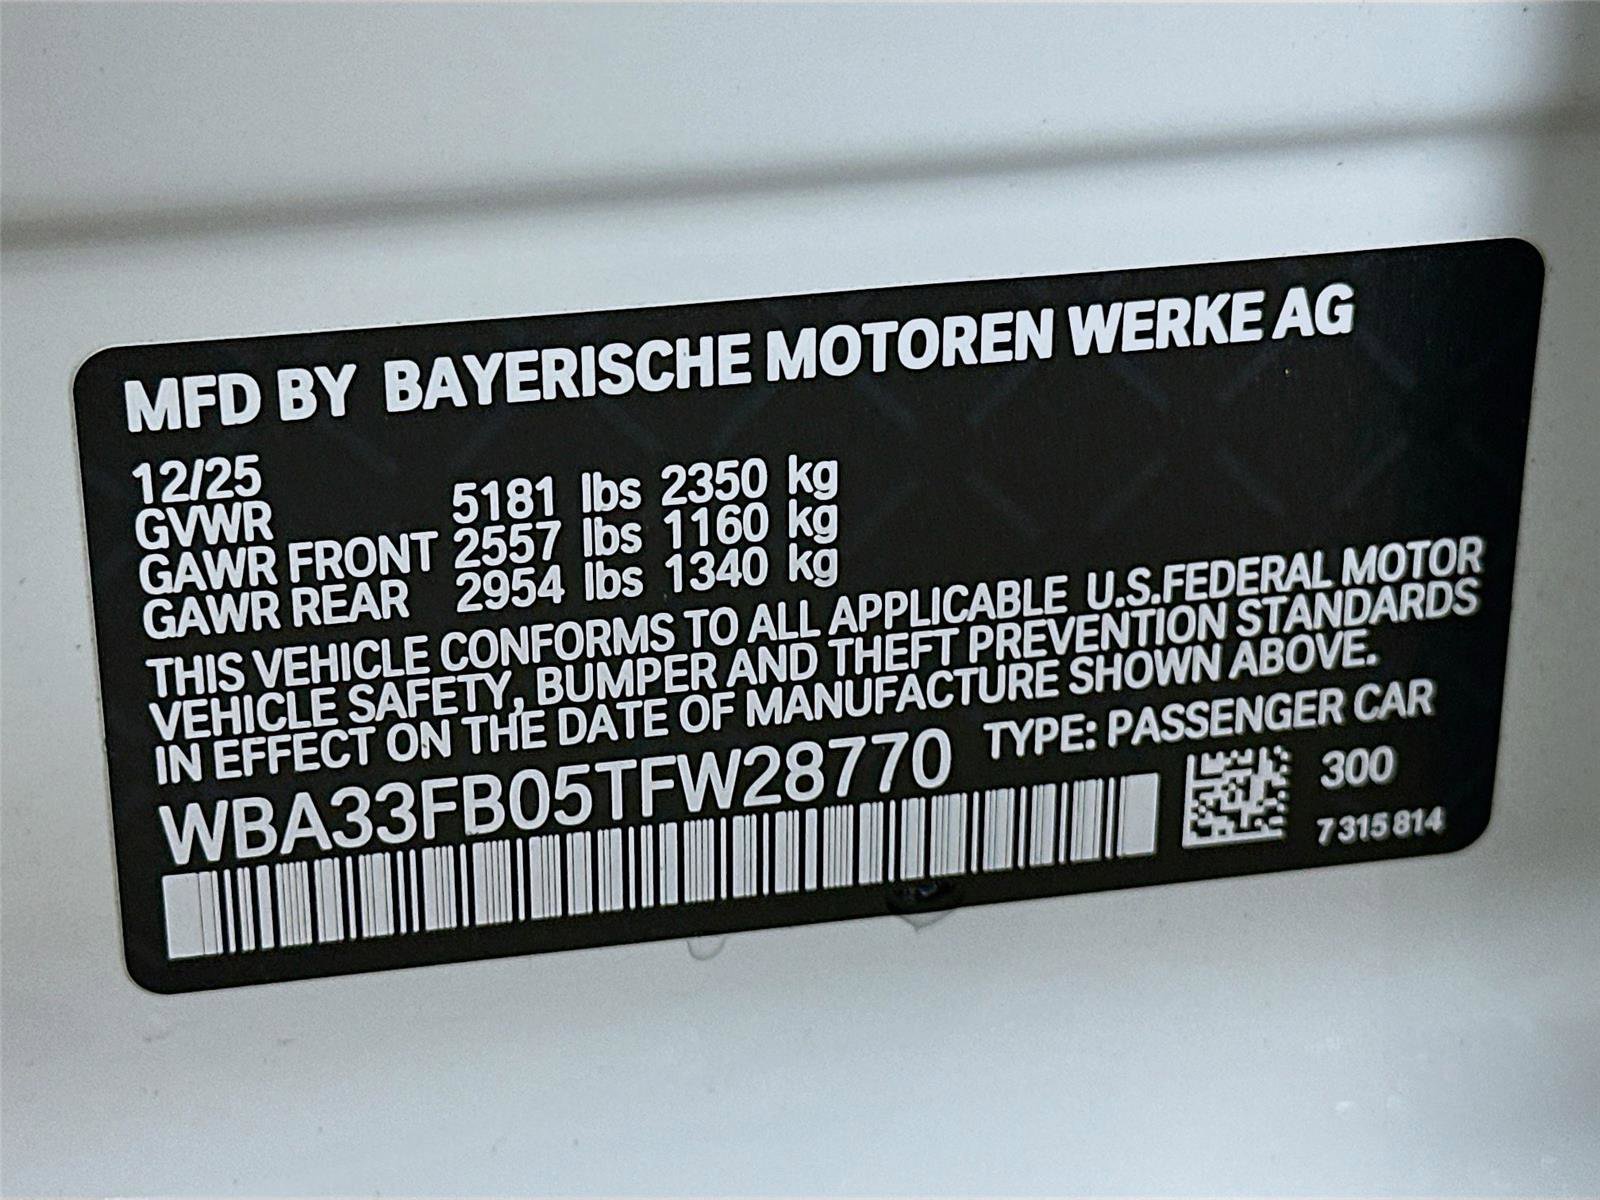 MFD BY BAYERISCHE MOTOREN WERKE AG
12/25
GVWR 5181 lbs 2350 kg
GAWR FRONT 2557 lbs 1160 kg
GAWR REAR 2954 lbs 1340 kg
THIS VEHICLE CONFORMS TO ALL APPLICABLE U.S.FEDERAL MOTOR
VEHICLE SAFETY, BUMPER AND THEFT PREVENTION STANDARDS
IN EFFECT ON THE DATE OF MANUFACTURE SHOWN ABOVE.
WBA33FB05TFW28770 TYPE: PASSENGER CAR
300
7 315 814